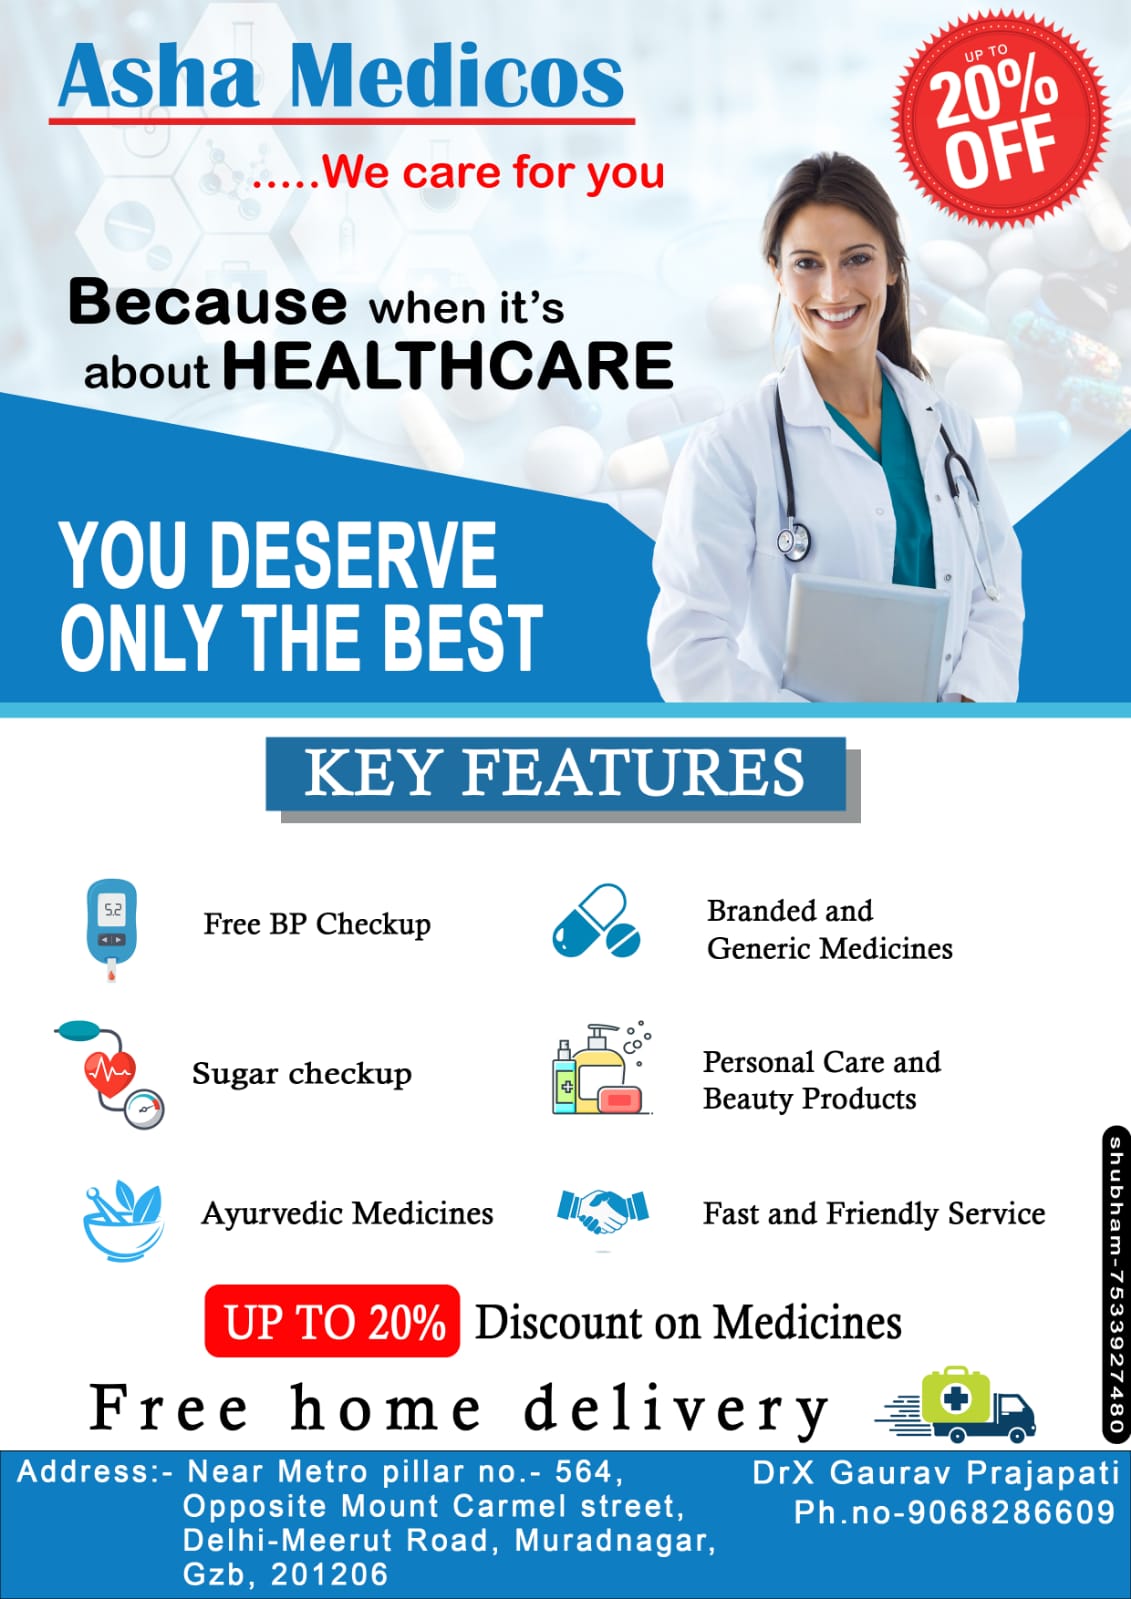 Asha Medicos
.....We care for you
UP TO
20%
OFF
Because when it's
about HEALTHCARE
YOU DESERVE
ONLY THE BEST
KEY FEATURES
5.2
Free BP Checkup
Branded and
Generic Medicines
Sugar checkup
Personal Care and
Beauty Products
Ayurvedic Medicines
Fast and Friendly Service
UP TO 20% Discount on Medicines
Free home delivery
shubham-7533927480
Address:- Near Metro pillar no.- 564,
Opposite Mount Carmel street,
Delhi-Meerut Road, Muradnagar,
Gzb, 201206
DrX Gaurav Prajapati
Ph.no-9068286609